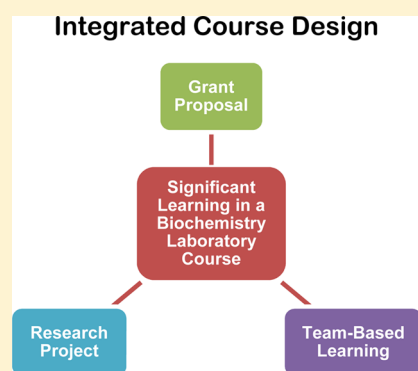 Integrated Course Design
Grant
Proposal
Significant
Learning in a
Biochemistry
Laboratory
Course
Research
Project
Team-Based
Learning